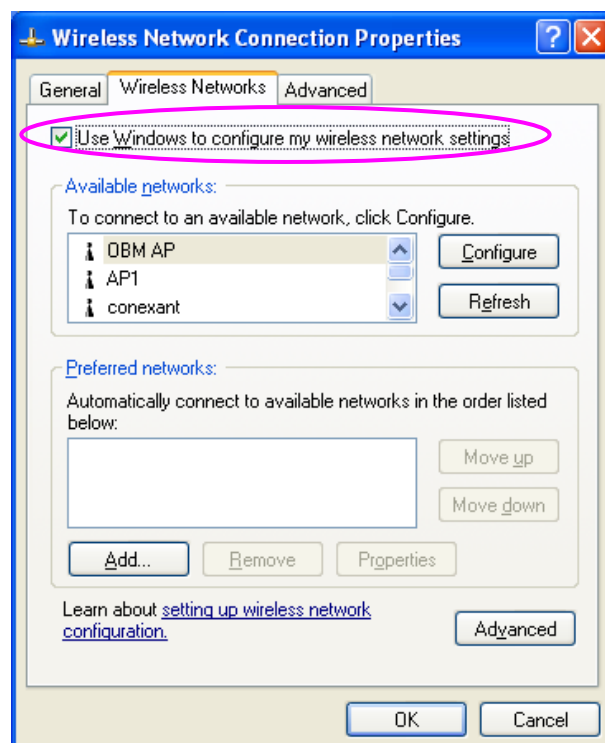 Wireless Network Connection Properties
General Wireless Networks Advanced
Use Windows to configure my wireless network settings
Available networks:
To connect to an available network, click Configure.
OBM AP
AP1
conexant
Configure
Refresh
Preferred networks:
Automatically connect to available networks in the order listed
below:
Move up
Move down
Add... Remove Properties
Learn about setting up wireless network
configuration.
Advanced
OK Cancel